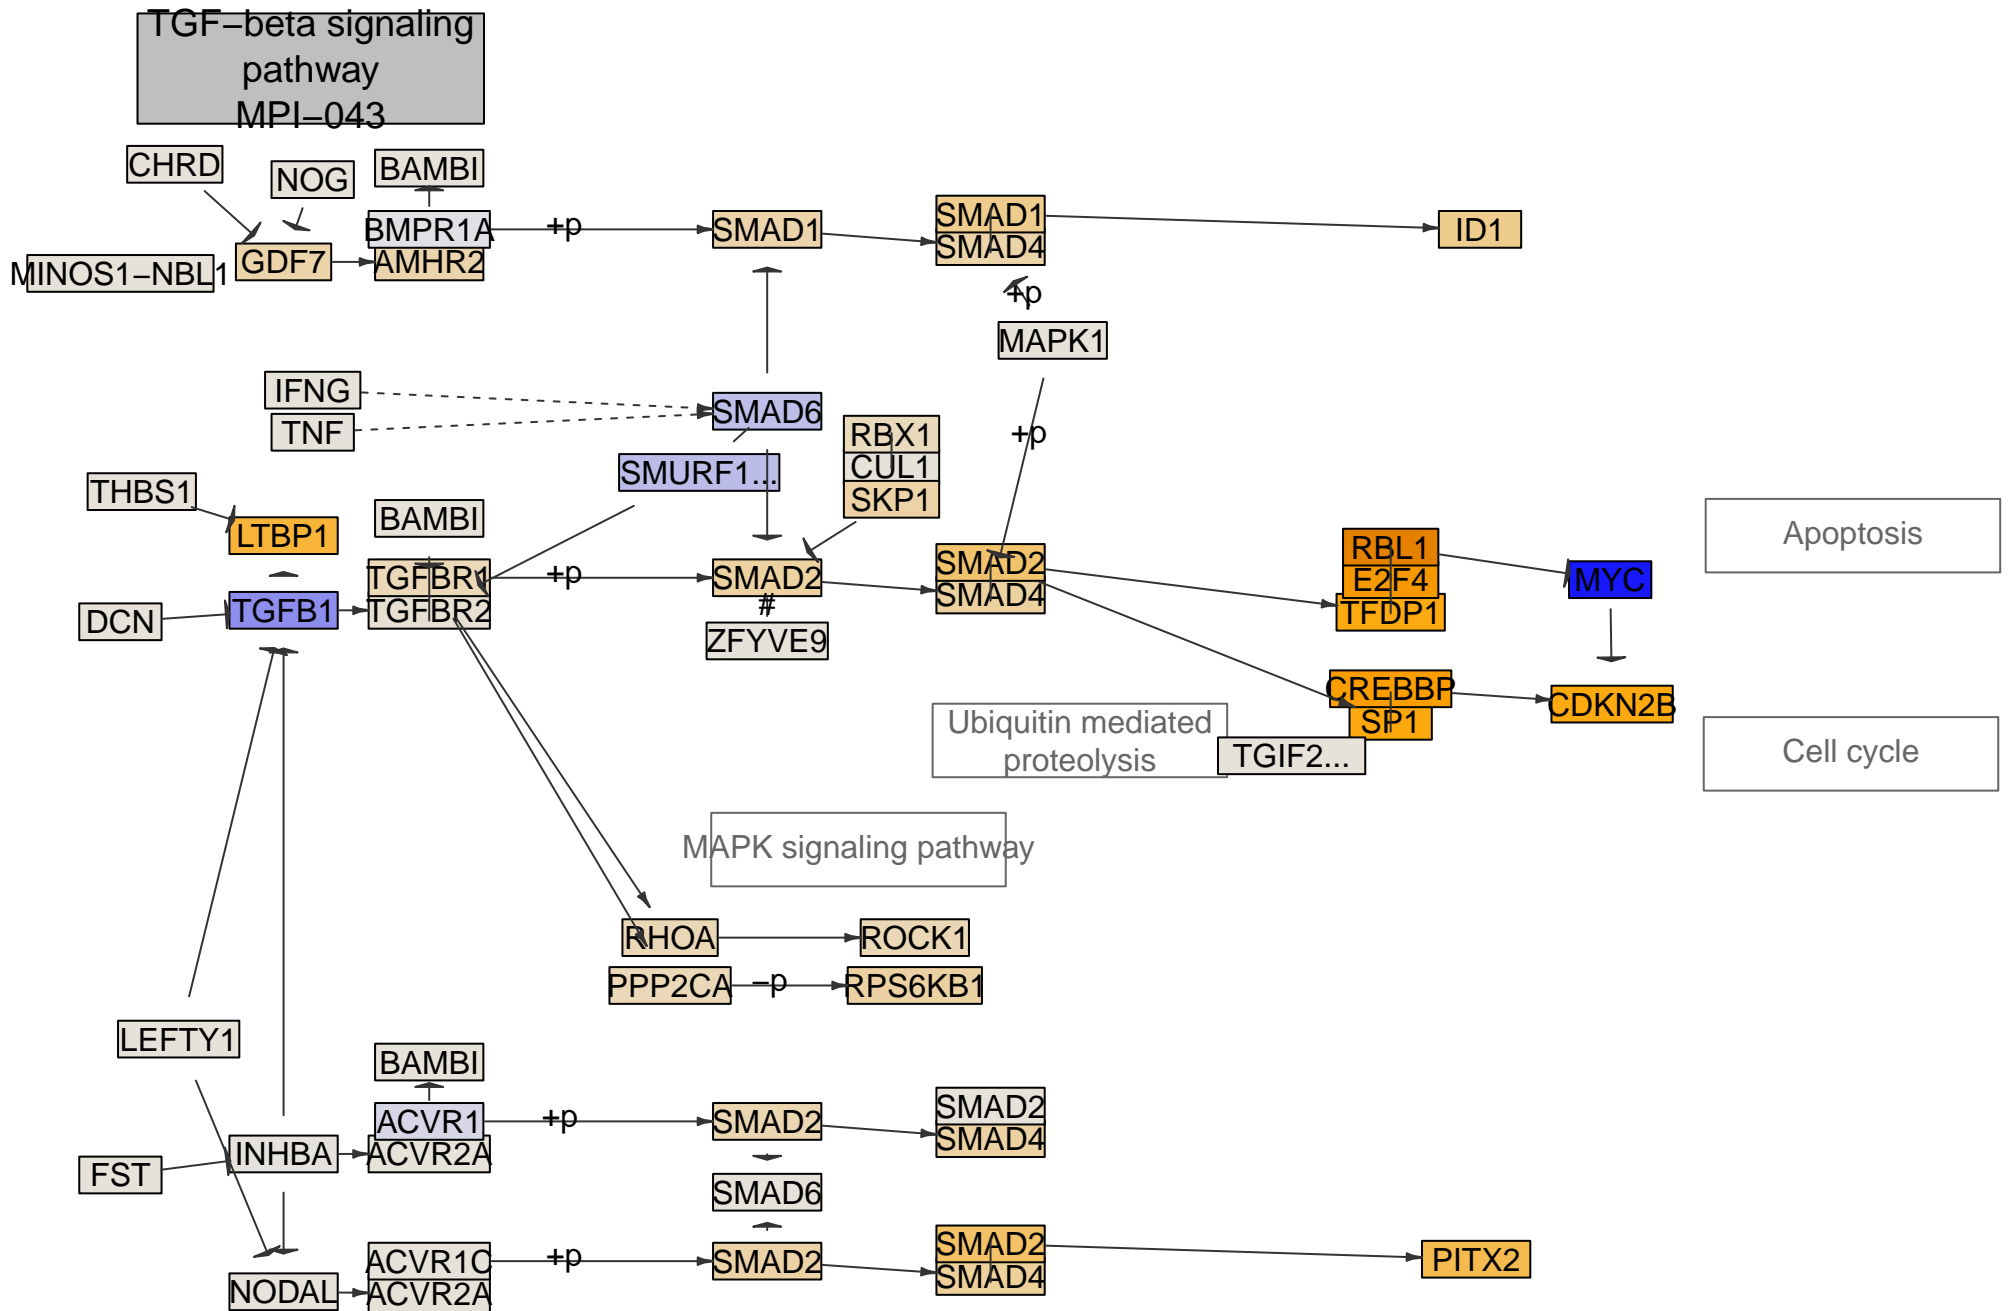 TGF−beta signaling
pathway
MPI−043
CHRD
NOG
BAMBI
BMPR1A
+p
SMAD1
SMAD1
SMAD4
ID1
MINOS1−NBL1
GDF7
AMHR2
+p
MAPK1
IFNG
TNF
SMAD6
RBX1
CUL1
SKP1
+p
SMURF1...
THBS1
LTBP1
BAMBI
TGFBR1
TGFBR2
+p
SMAD2
#
ZFYVE9
SMAD2
SMAD4
RBL1
E2F4
TFDP1
MYC
Apoptosis
DCN
TGFB1
CREBBP
SP1
CDKN2B
Ubiquitin mediated
proteolysis
TGIF2...
Cell cycle
MAPK signaling pathway
RHOA
ROCK1
PPP2CA
−p
RPS6KB1
LEFTY1
BAMBI
ACVR1
ACVR2A
+p
SMAD2
SMAD2
SMAD4
FST
INHBA
SMAD6
ACVR1C
ACVR2A
+p
SMAD2
SMAD2
SMAD4
PITX2
NODAL